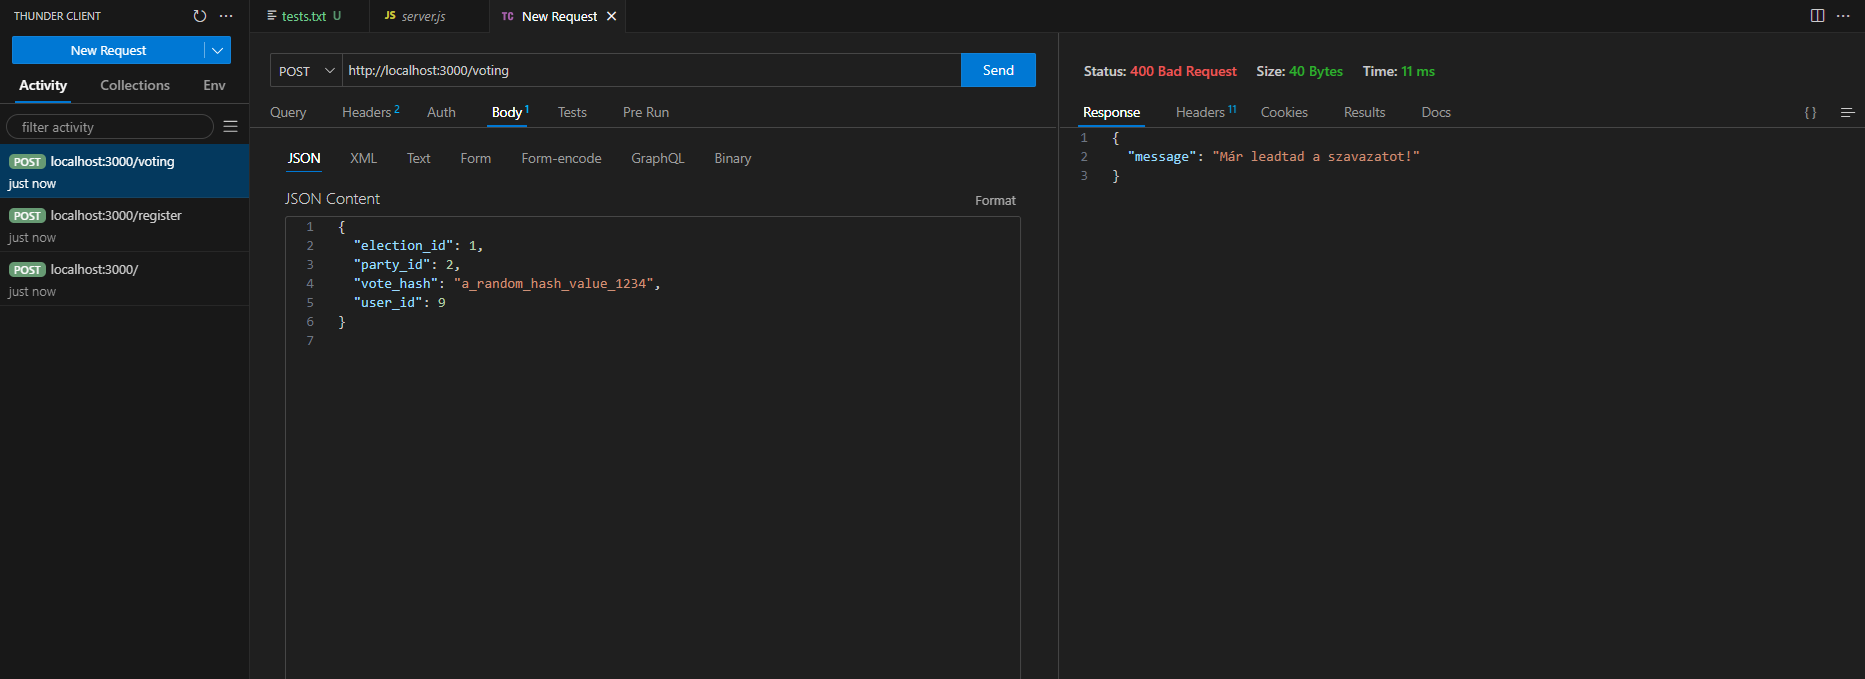 THUNDER CLIENT
New Request
Activity Collections Env
filter activity
POST localhost:3000/voting
just now
POST localhost:3000/register
just now
POST localhost:3000/
just now
tests.txt U
JS server.js
TC New Request
POST http://localhost:3000/voting Send
Query Headers 2 Auth Body 1 Tests Pre Run
JSON XML Text Form Form-encode GraphQL Binary
JSON Content Format
1 {
2 "election_id": 1,
3 "party_id": 2,
4 "vote_hash": "a_random_hash_value_1234",
5 "user_id": 9
6 }
7
Status: 400 Bad Request Size: 40 Bytes Time: 11 ms
Response Headers 11 Cookies Results Docs { }
1 {
2 "message": "Már leadtad a szavazatot!"
3 }